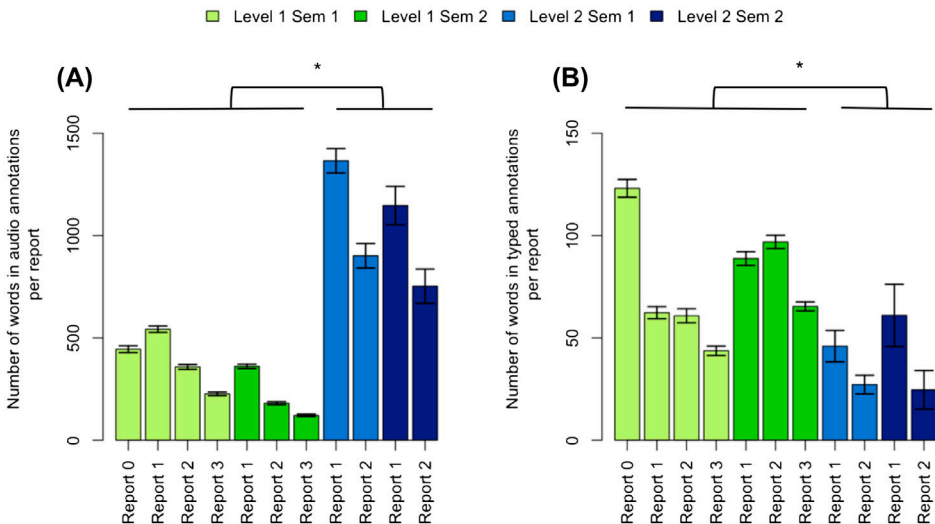 Level 1 Sem 1 Level 1 Sem 2 Level 2 Sem 1 Level 2 Sem 2
(A)
*
Number of words in audio annotations
per report
1500
1000
500
0
Report 0
Report 1
Report 2
Report 3
Report 1
Report 2
Report 3
Report 1
Report 2
Report 1
Report 2
(B)
*
Number of words in typed annotations
per report
150
100
50
0
Report 0
Report 1
Report 2
Report 3
Report 1
Report 2
Report 3
Report 1
Report 2
Report 1
Report 2